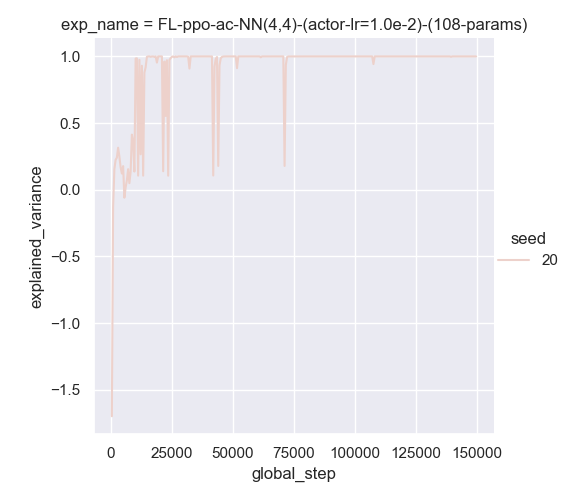 exp_name = FL-ppo-ac-NN(4,4)-(actor-lr=1.0e-2)-(108-params)
1.0
0.5
0.0
−0.5
−1.0
−1.5
explained_variance
0 25000 50000 75000 100000 125000 150000
global_step
seed
20